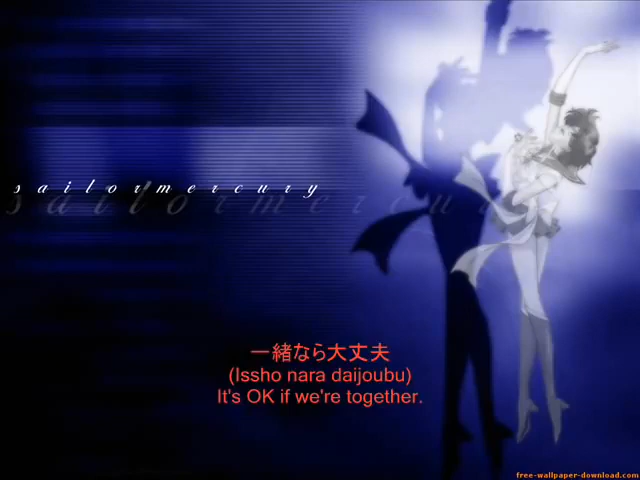 sailormercury
sailormercu
一緒なら大丈夫
(Issho nara daijoubu)
It's OK if we're together.
free-wallpaper-download.com